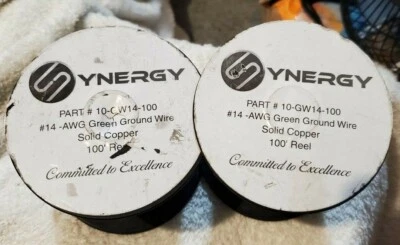 SYNERGY
PART # 10-GW14-100
#14 -AWG Green Ground Wire
Solid Copper
100' Reel
Committed to Excellence
SYNERGY
PART # 10-GW14-100
#14 -AWG Green Ground Wire
Solid Copper
100' Reel
Committed to Excellence